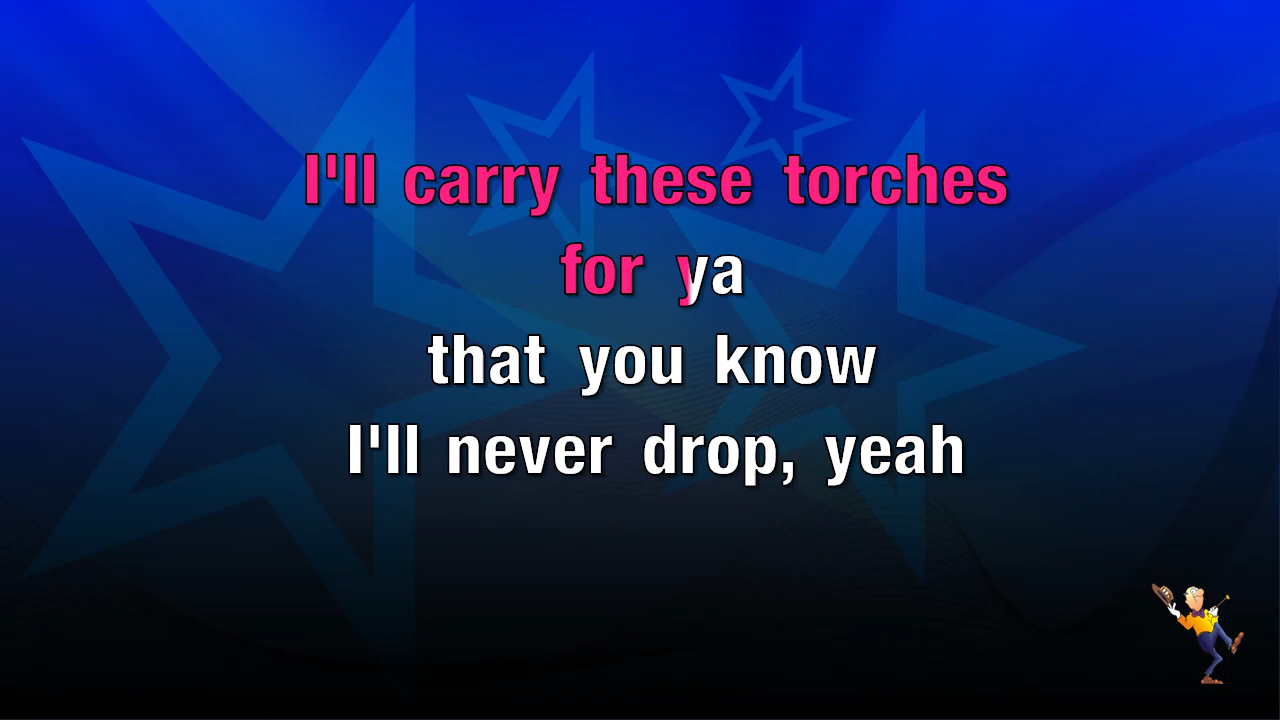 I'll carry these torches
for ya
that you know
I'll never drop, yeah